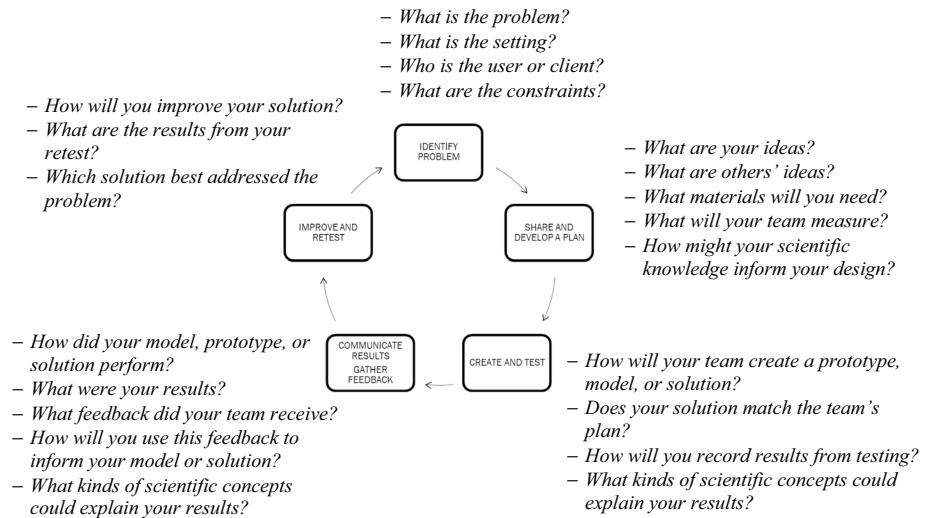 – What is the problem?
– What is the setting?
– Who is the user or client?
– What are the constraints?
IDENTIFY
PROBLEM
– What are your ideas?
– What are others’ ideas?
– What materials will you need?
– What will your team measure?
– How might your scientific
knowledge inform your design?
SHARE AND
DEVELOP A PLAN
– How will your team create a prototype,
model, or solution?
– Does your solution match the team’s
plan?
– How will you record results from testing?
– What kinds of scientific concepts could
explain your results?
CREATE AND TEST
COMMUNICATE
RESULTS
GATHER
FEEDBACK
– How did your model, prototype, or
solution perform?
– What were your results?
– What feedback did your team receive?
– How will you use this feedback to
inform your model or solution?
– What kinds of scientific concepts
could explain your results?
IMPROVE AND
RETEST
– How will you improve your solution?
– What are the results from your
retest?
– Which solution best addressed the
problem?